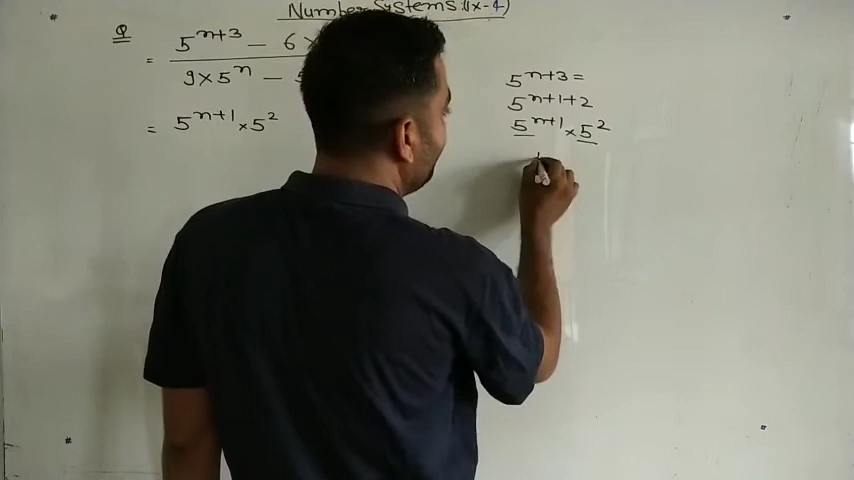 Number Systems (Ix-4)
Q
= 5^{n+3} - 6 ×
9×5^n - 5
= 5^{n+1} × 5^2
5^{n+3} =
5^{n+1+2}
5^{n+1} × 5^2